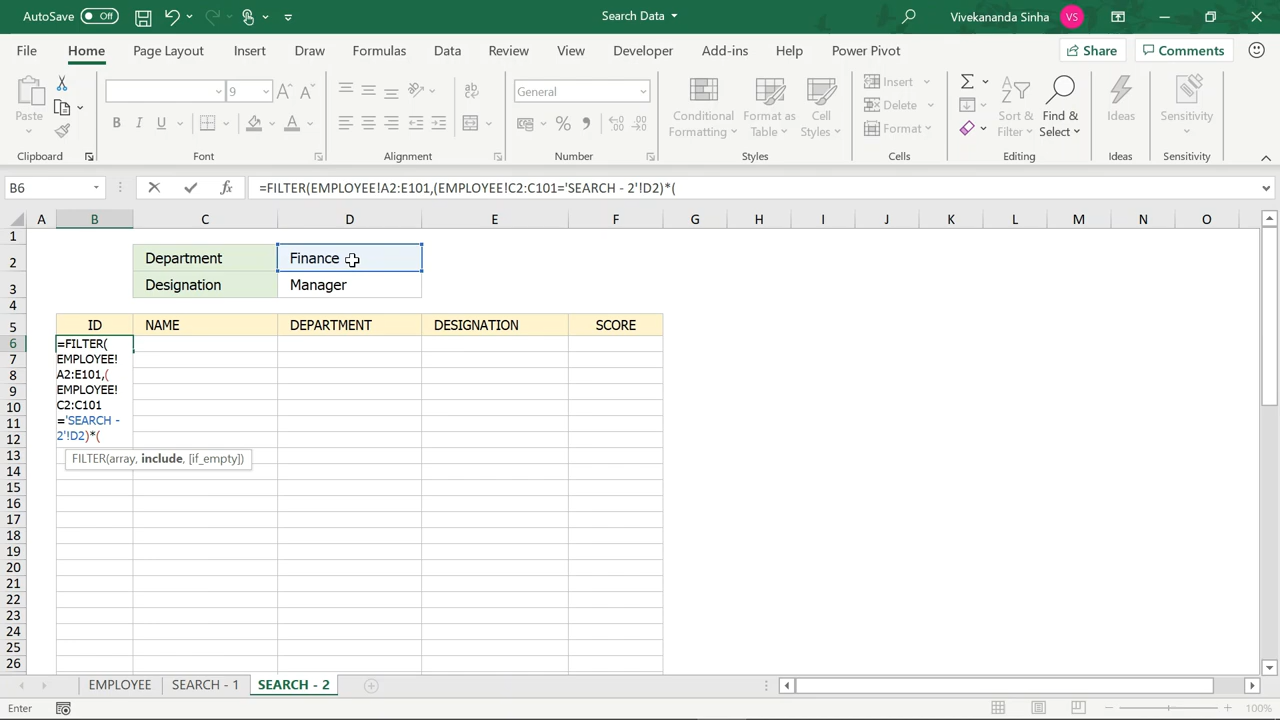 AutoSave Off
Search Data
Vivekananda Sinha VS
File Home Page Layout Insert Draw Formulas Data Review View Developer Add-ins Help Power Pivot Share Comments
Paste
9
General
Conditional Formatting
Format as Table
Cell Styles
Insert
Delete
Format
Sort & Filter
Find & Select
Ideas
Sensitivity
Clipboard Font Alignment Number Styles Cells Editing Ideas Sensitivity
B6 =FILTER(EMPLOYEE!A2:E101,(EMPLOYEE!C2:C101='SEARCH - 2'!D2)*(
A B C D E F G H I J K L M N O
1
2 Department Finance
3 Designation Manager
4
5 ID NAME DEPARTMENT DESIGNATION SCORE
6 =FILTER(
7 EMPLOYEE!
8 A2:E101,(
9 EMPLOYEE!
10 C2:C101
11 ='SEARCH -
12 2'!D2)*(
13 FILTER(array, include, [if_empty])
14
15
16
17
18
19
20
21
22
23
24
25
26
EMPLOYEE SEARCH - 1 SEARCH - 2
Enter 100%